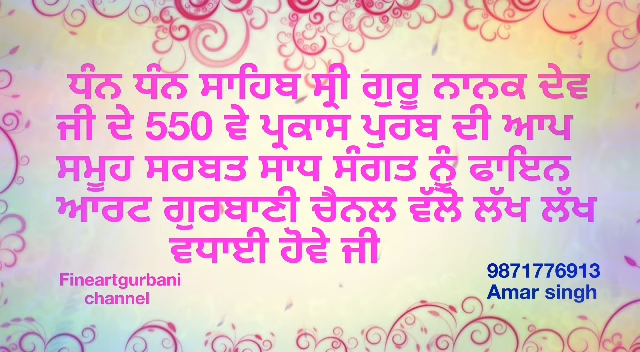 ਧੰਨ ਧੰਨ ਸਾਹਿਬ ਸ੍ਰੀ ਗੁਰੂ ਨਾਨਕ ਦੇਵ
ਜੀ ਦੇ 550 ਵੇ ਪ੍ਰਕਾਸ ਪੁਰਬ ਦੀ ਆਪ
ਸਮੂਹ ਸਰਬਤ ਸਾਧ ਸੰਗਤ ਨੂੰ ਫਾਇਨ
ਆਰਟ ਗੁਰਬਾਣੀ ਚੈਨਲ ਵੱਲੋ ਲੱਖ ਲੱਖ
ਵਧਾਈ ਹੋਵੇ ਜੀ
Fineartgurbani
channel
9871776913
Amar singh